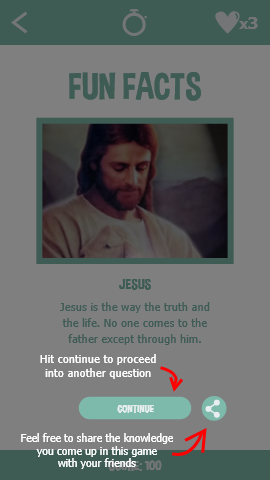 x3
FUN FACTS
JESUS
Jesus is the way the truth and
the life. No one comes to the
father except through him.
Hit continue to proceed
into another question
CONTINUE
Feel free to share the knowledge
you come up in this game
with your friends
100